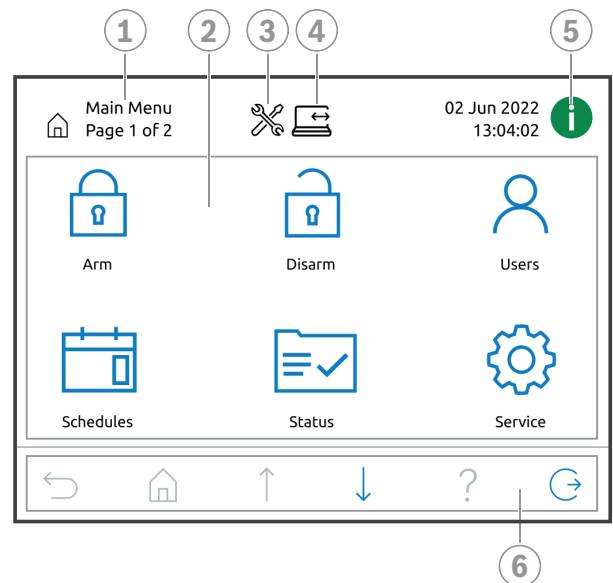 1 2 3 4 5
Main Menu
Page 1 of 2
02 Jun 2022
13:04:02
i
Arm Disarm Users
Schedules Status Service
?
6